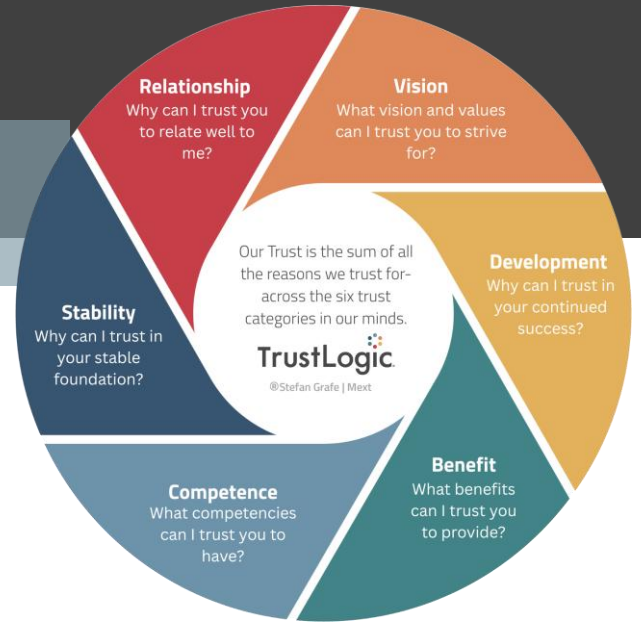 Relationship
Why can I trust you
to relate well to
me?
Vision
What vision and values
can I trust you to strive
for?
Development
Why can I trust in
your continued
success?
Benefit
What benefits
can I trust you
to provide?
Competence
What competencies
can I trust you to
have?
Stability
Why can I trust in
your stable
foundation?
Our Trust is the sum of all
the reasons we trust for-
across the six trust
categories in our minds.
TrustLogic.
®Stefan Grafe | Mext